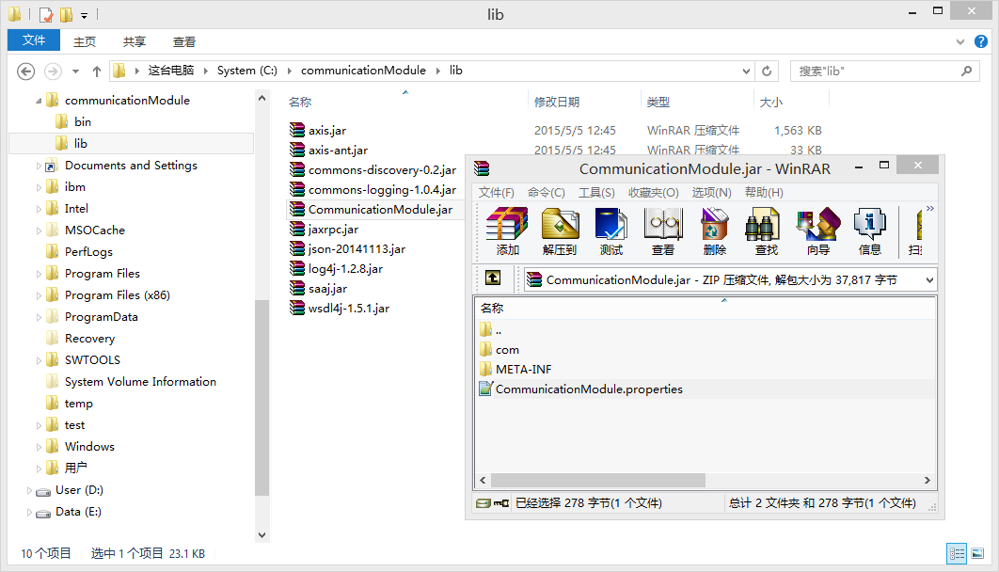 lib
文件 主页 共享 查看
这台电脑 System (C:) communicationModule lib 搜索"lib"
communicationModule
bin
lib
Documents and Settings
ibm
Intel
MSOCache
PerfLogs
Program Files
Program Files (x86)
ProgramData
Recovery
SWTOOLS
System Volume Information
temp
test
Windows
用户
User (D:)
Data (E:)
名称 修改日期 类型 大小
axis.jar 2015/5/5 12:45 WinRAR 压缩文件 1,563 KB
axis-ant.jar 2015/5/5 12:45 WinRAR 压缩文件 33 KB
commons-discovery-0.2.jar
commons-logging-1.0.4.jar
CommunicationModule.jar
jaxrpc.jar
json-20141113.jar
log4j-1.2.8.jar
saaj.jar
wsdl4j-1.5.1.jar
CommunicationModule.jar - WinRAR
文件(F) 命令(C) 工具(S) 收藏夹(O) 选项(N) 帮助(H)
添加 解压到 测试 查看 删除 查找 向导 信息
CommunicationModule.jar - ZIP 压缩文件, 解包大小为 37,817 字节
名称
..
com
META-INF
CommunicationModule.properties
已经选择 278 字节(1 个文件) 总计 2 文件夹 和 278 字节(1 个文件)
10 个项目 选中 1 个项目 23.1 KB